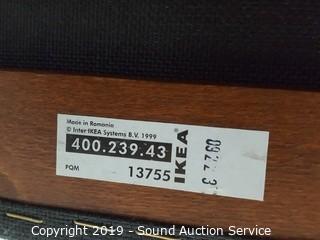 Made in Romania
© Inter IKEA Systems B.V. 1999
400.239.43
PQM 13755
IKEA
Copyright 2019 - Sound Auction Service